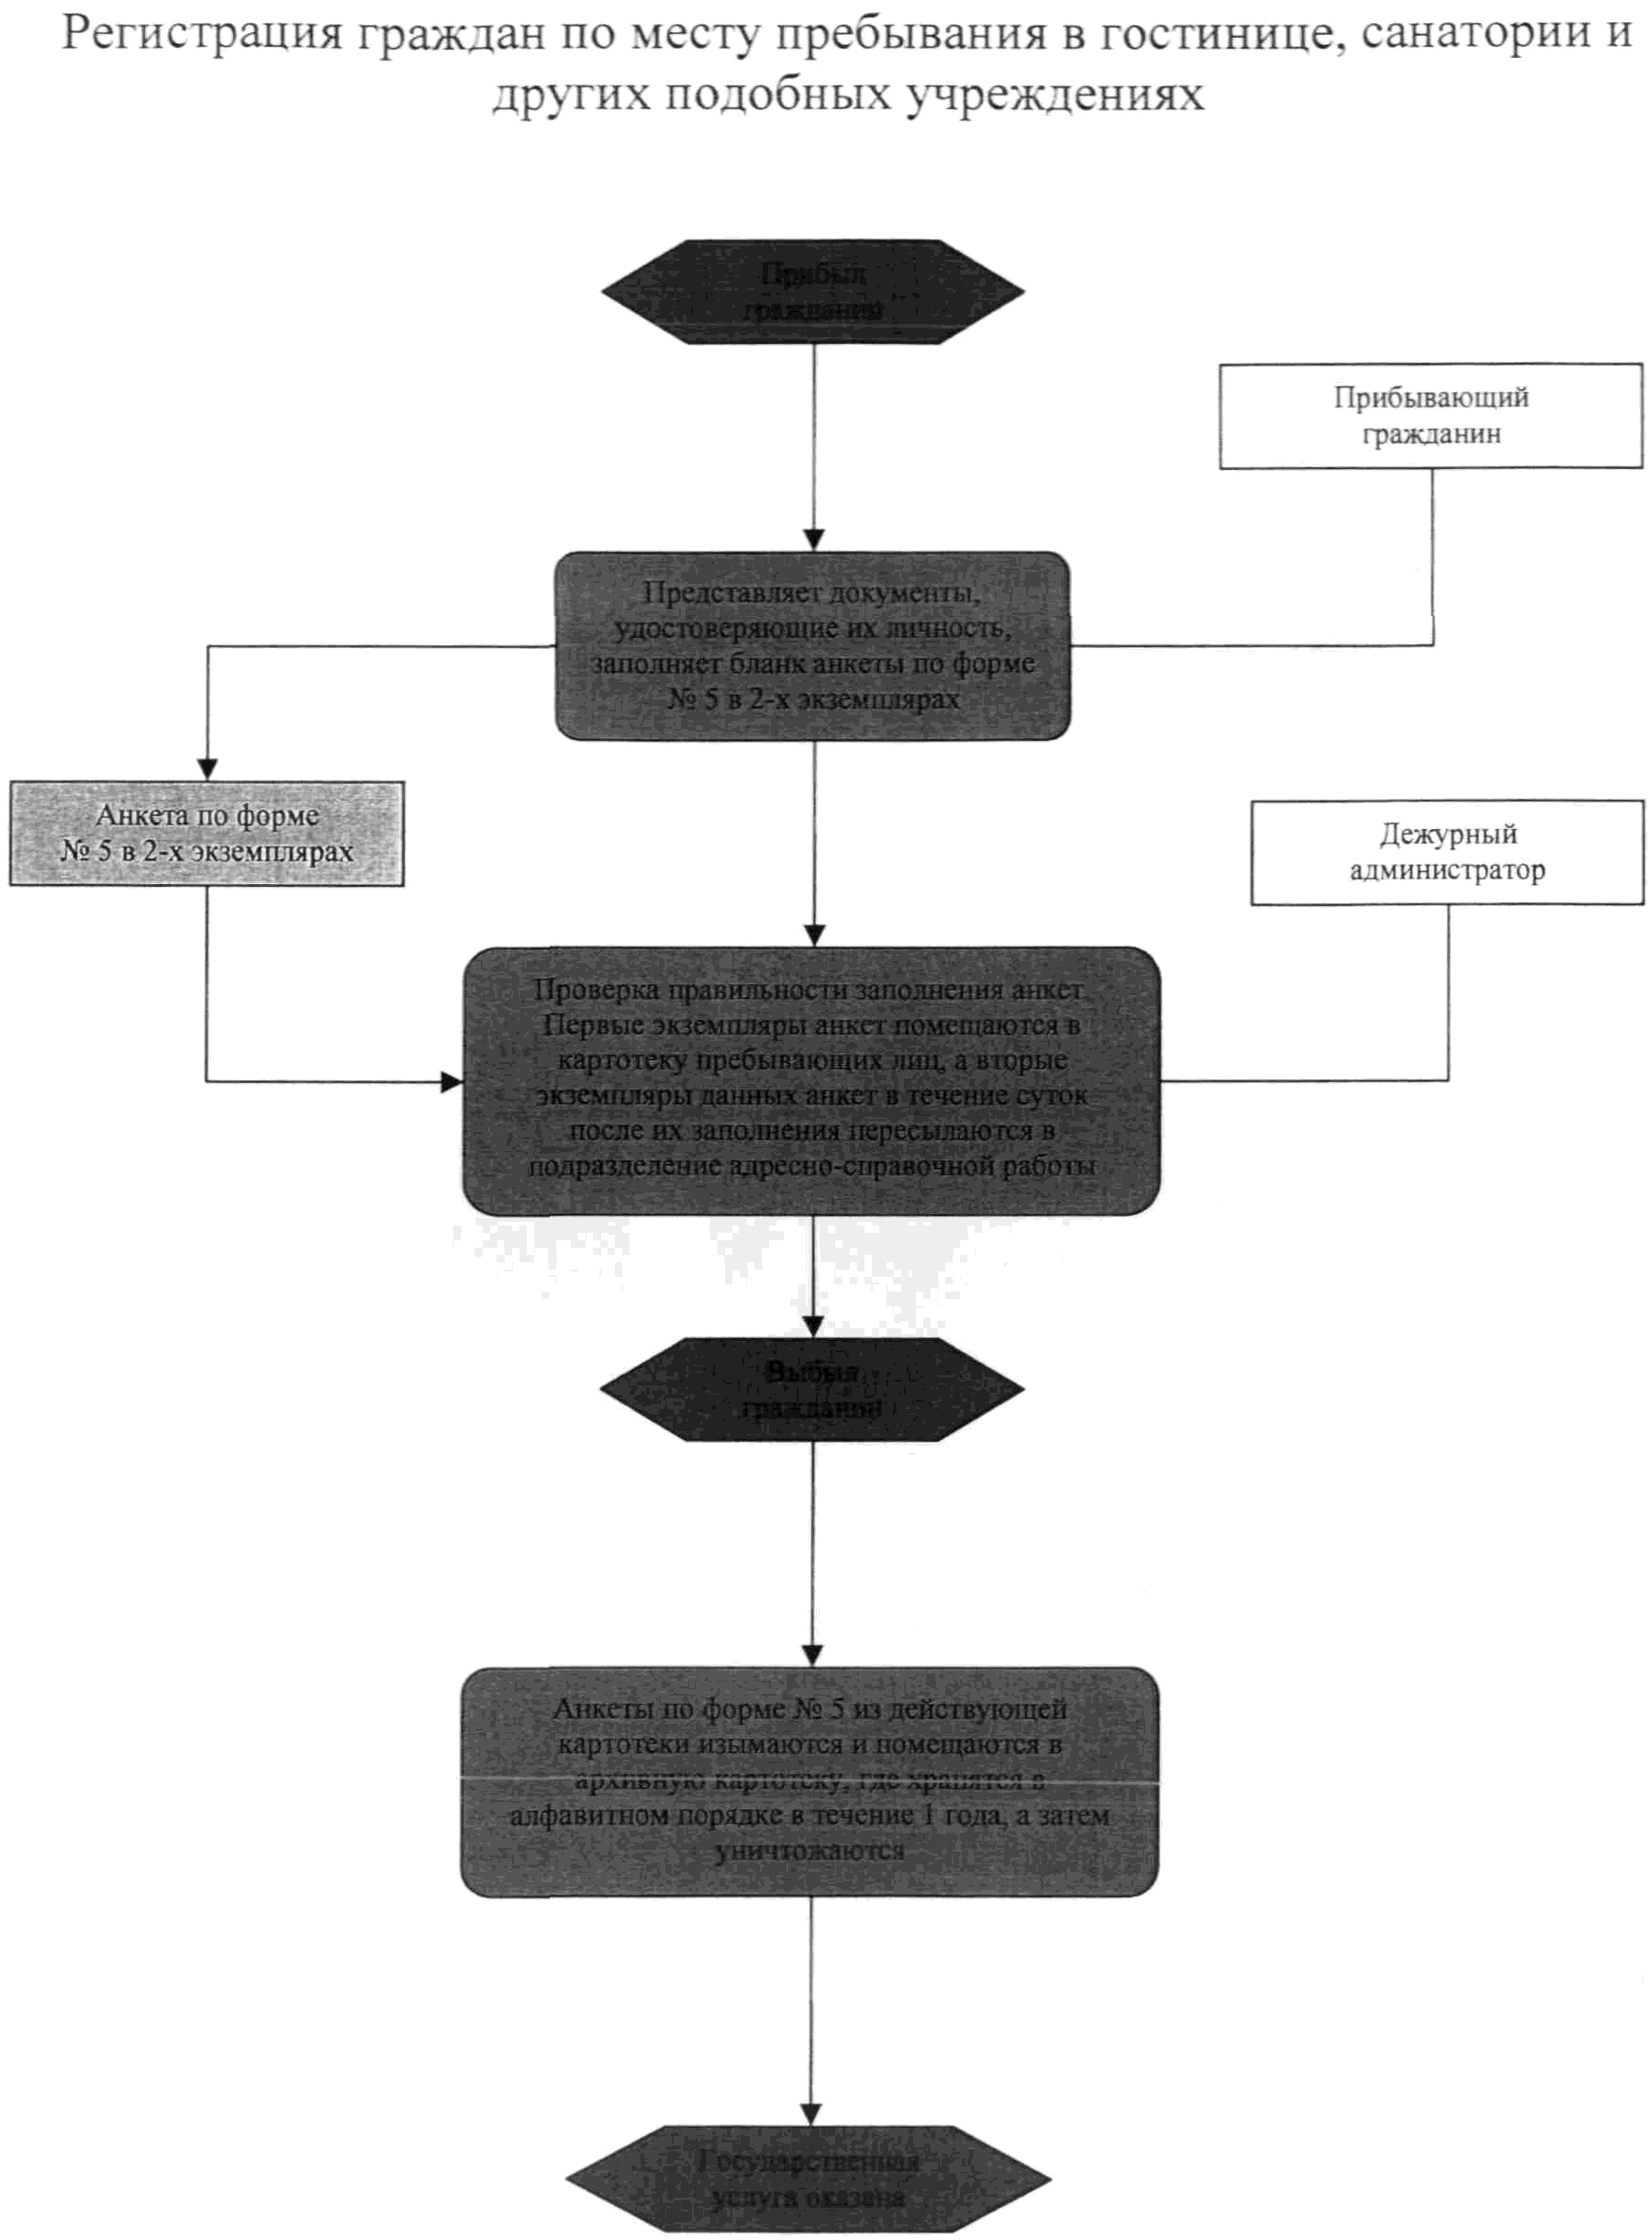 Регистрация граждан по месту пребывания в гостинице, санатории и
других подобных учреждениях
Прибыл
гражданин
Прибывающий
гражданин
Представляет документы,
удостоверяющие их личность,
заполняет бланк анкеты по форме
№ 5 в 2-х экземплярах
Анкета по форме
№ 5 в 2-х экземплярах
Дежурный
администратор
Проверка правильности заполнения анкет
Первые экземпляры анкет помещаются в
картотеку пребывающих лиц, а вторые
экземпляры данных анкет в течение суток
после их заполнения пересылаются в
подразделение адресно-справочной работы
Выбыл
гражданин
Анкеты по форме № 5 из действующей
картотеки изымаются и помещаются в
архивную картотеку, где хранятся в
алфавитном порядке в течение 1 года, а затем
уничтожаются
Государственная
услуга оказана